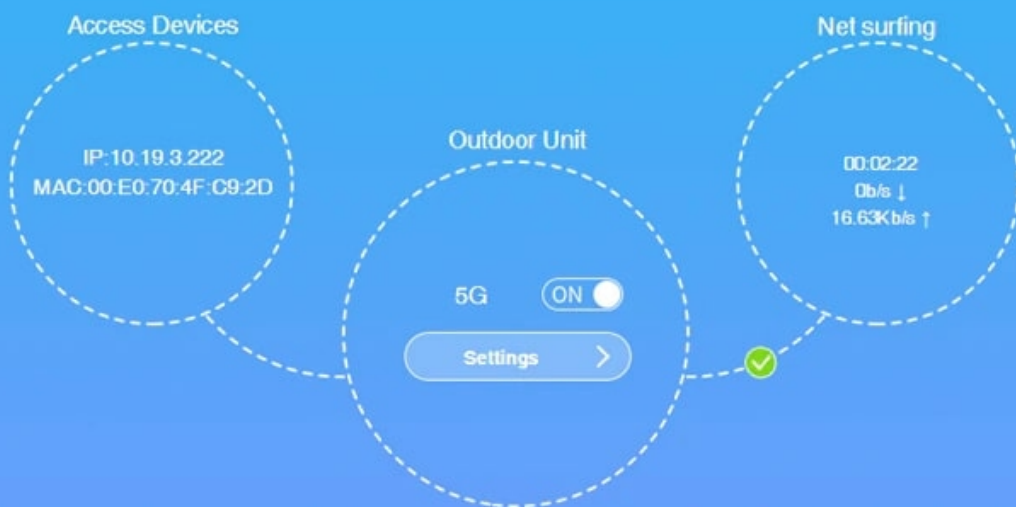 Access Devices
IP:10.19.3.222
MAC:00:E0:70:4F:C9:2D
Outdoor Unit
5G
ON
Settings
Net surfing
00:02:22
0b/s ↓
16.63Kb/s ↑